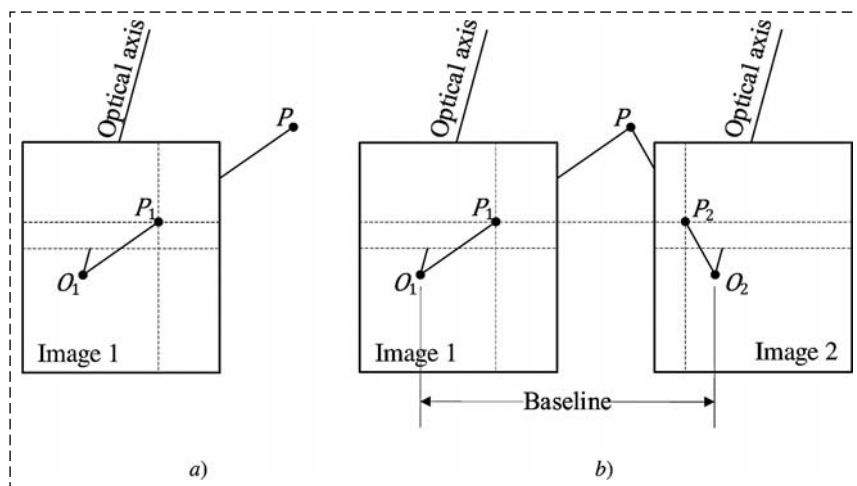 Optical axis
P
P₁
O₁
Image 1
a)
Optical axis
Optical axis
P
P₁
P₂
O₁
O₂
Image 1
Image 2
Baseline
b)